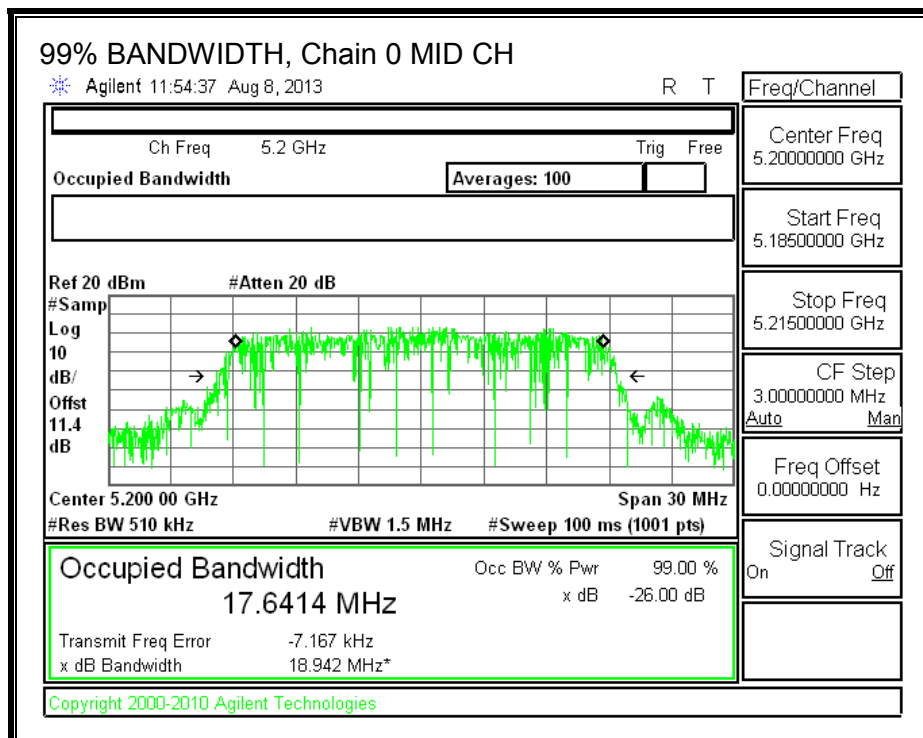 99% BANDWIDTH, Chain 0 MID CH
Agilent 11:54:37 Aug 8, 2013 R T
Freq/Channel
Ch Freq 5.2 GHz Trig Free
Occupied Bandwidth Averages: 100
Center Freq
5.20000000 GHz
Start Freq
5.18500000 GHz
Stop Freq
5.21500000 GHz
CF Step
3.00000000 MHz
Auto Man
Freq Offset
0.00000000 Hz
Signal Track
On Off
Ref 20 dBm #Atten 20 dB
#Samp
Log
10
dB/
Offst
11.4
dB
Center 5.200 00 GHz Span 30 MHz
#Res BW 510 kHz #VBW 1.5 MHz #Sweep 100 ms (1001 pts)
Occupied Bandwidth Occ BW % Pwr 99.00 %
17.6414 MHz x dB -26.00 dB
Transmit Freq Error -7.167 kHz
x dB Bandwidth 18.942 MHz*
Copyright 2000-2010 Agilent Technologies